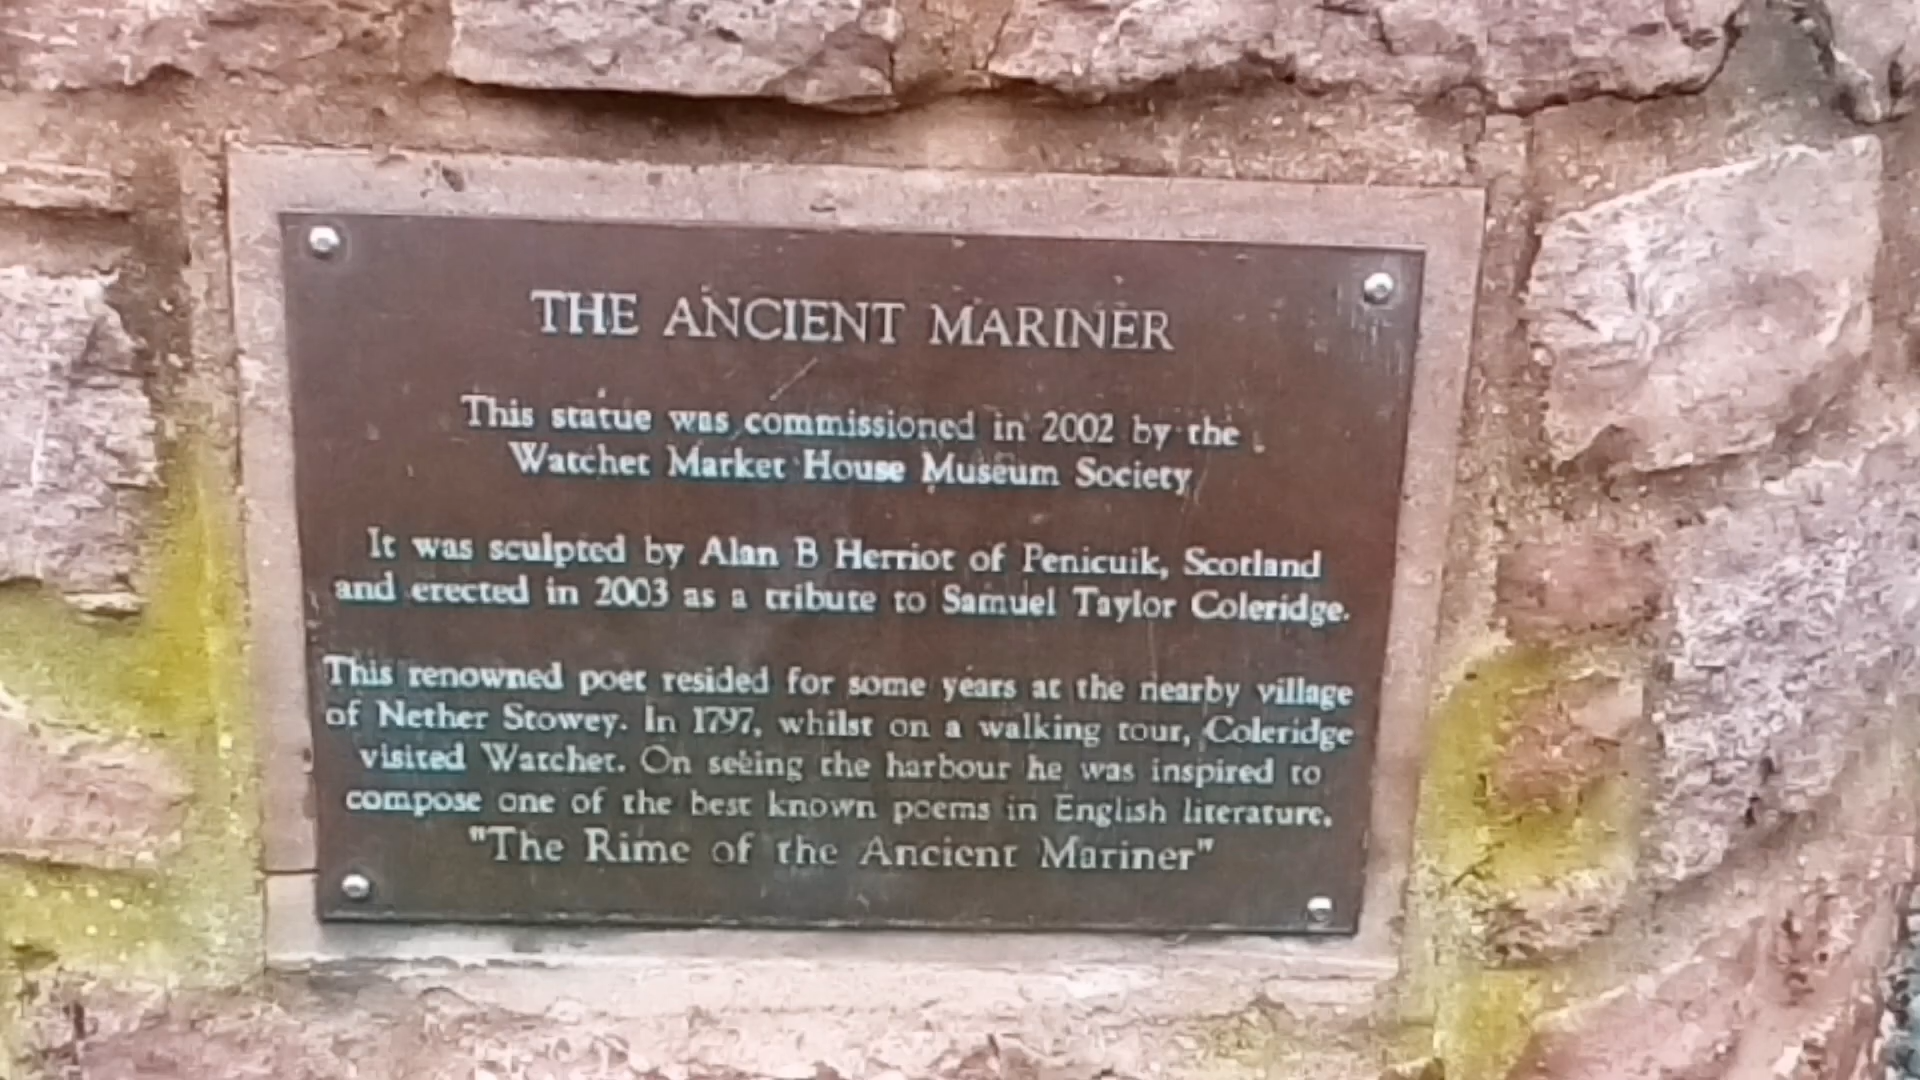 THE ANCIENT MARINER
This statue was commissioned in 2002 by the
Watchet Market House Museum Society
It was sculpted by Alan B Herriot of Penicuik, Scotland
and erected in 2003 as a tribute to Samuel Taylor Coleridge.
This renowned poet resided for some years at the nearby village
of Nether Stowey. In 1797, whilst on a walking tour, Coleridge
visited Watchet. On seeing the harbour he was inspired to
compose one of the best known poems in English literature.
"The Rime of the Ancient Mariner"